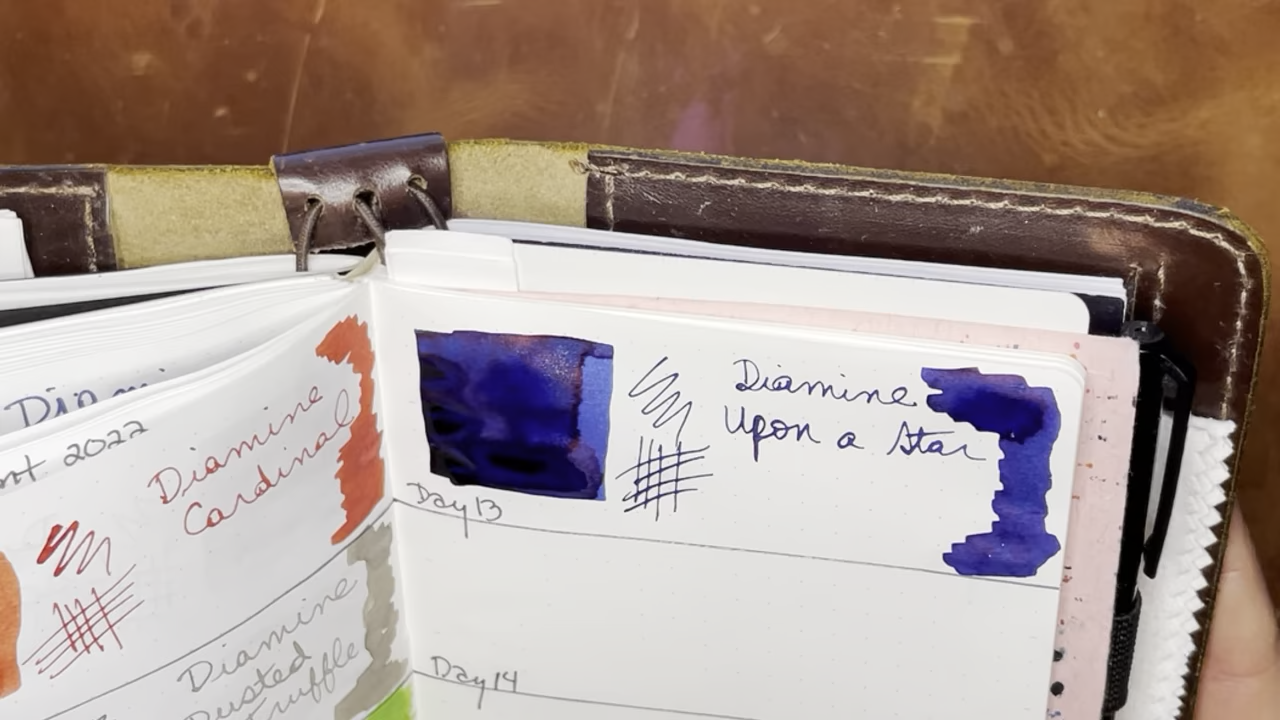 2022
Diamine
Cardinal
Diamine
Dusted
Truffle
Diamine
Upon a Star
Day 13
Day 14